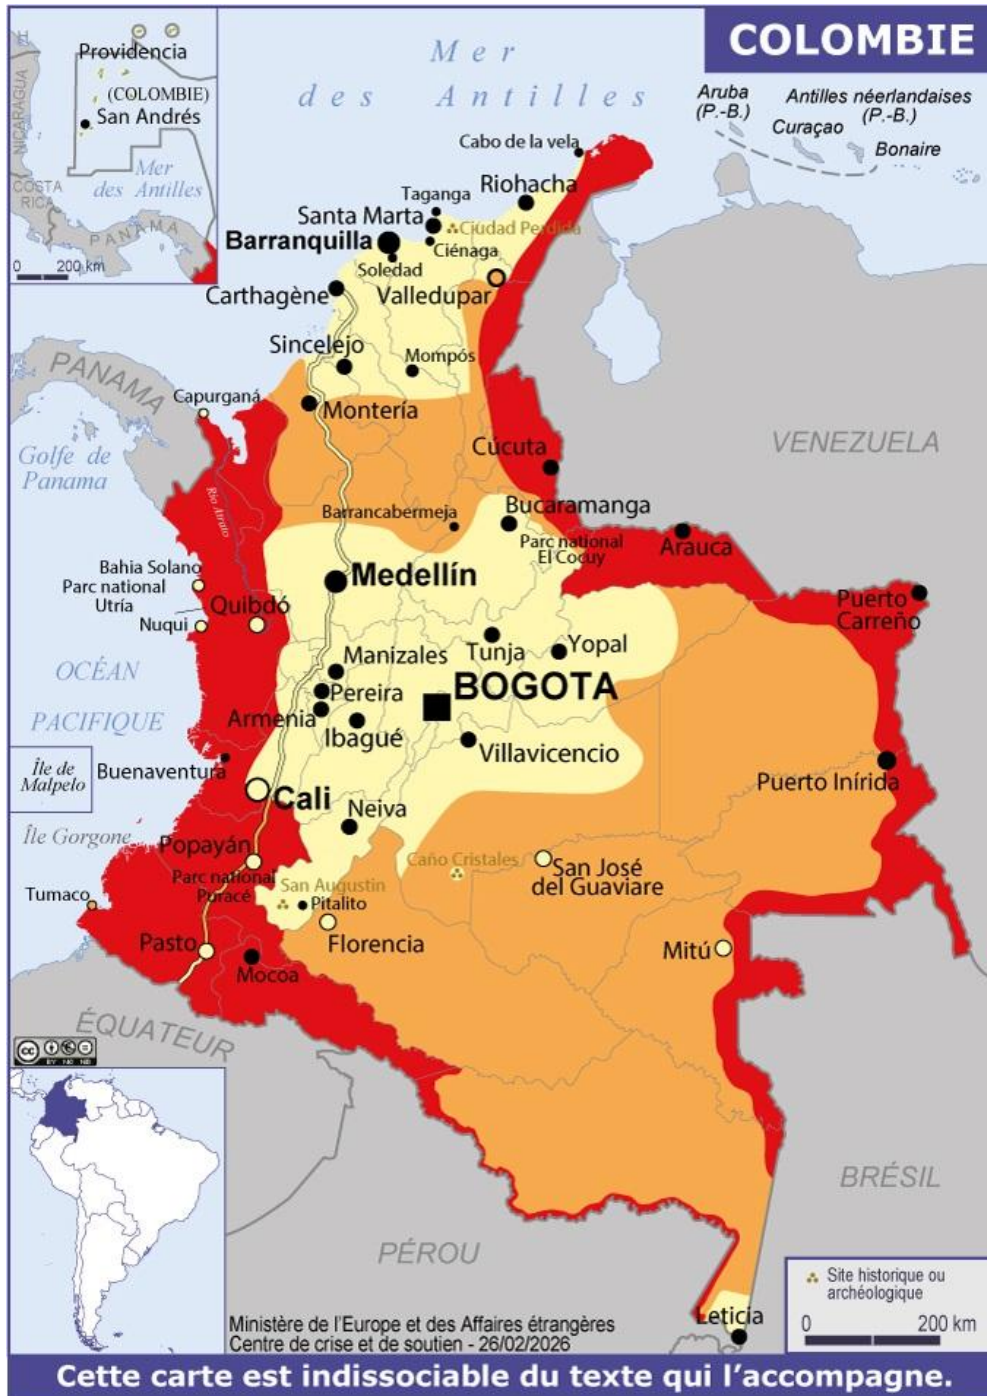 COLOMBIE
Providencia
(COLOMBIE)
San Andrés
NICARAGUA
Mer
des Antilles
COSTA
RICA
PANAMA
0 200 km
Mer
des Antilles
Aruba
(P.-B.)
Antilles néerlandaises
(P.-B.)
Curaçao
Bonaire
Cabo de la vela
Riohacha
Taganga
Santa Marta
Ciudad Perdida
Barranquilla
Ciénaga
Soledad
Carthagène
Valledupar
Sincelejo
Mompós
PANAMA
Capurganá
Montería
Golfe de
Panama
Cúcuta
VENEZUELA
Río Atrato
Barrancabermeja
Bucaramanga
Parc national
El Cocuy
Arauca
Bahia Solano
Parc national
Utría
Nuqui
Quibdó
Medellín
Puerto
Carreño
Tunja
Yopal
OCÉAN
PACIFIQUE
Manizales
Pereira
Armenia
Ibagué
BOGOTA
Villavicencio
Île de
Malpelo
Buenaventura
Puerto Inírida
Cali
Neiva
Île Gorgone
Popayán
Parc national
Puracé
Caño Cristales
San José
del Guaviare
San Augustin
Pitalito
Tumaco
Florencia
Pasto
Mocoa
Mitú
ÉQUATEUR
cc
BY NC ND
BRÉSIL
PÉROU
Leticia
Site historique ou
archéologique
0 200 km
Ministère de l'Europe et des Affaires étrangères
Centre de crise et de soutien - 26/02/2026
Cette carte est indissociable du texte qui l'accompagne.